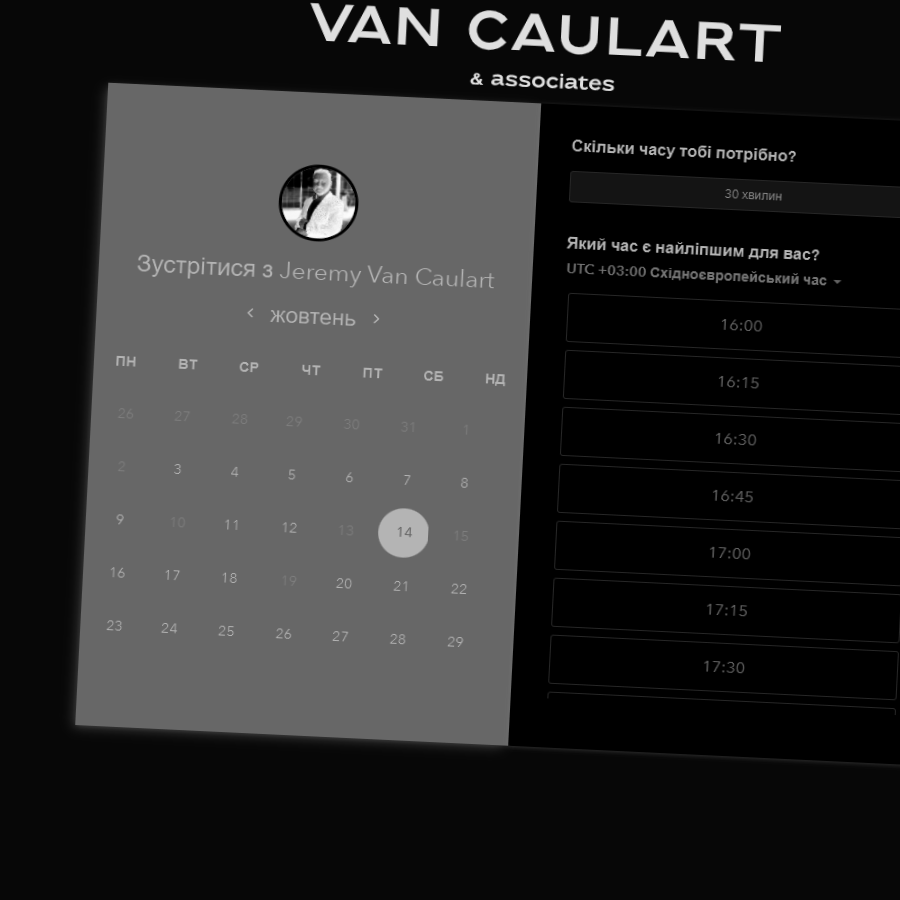 VAN CAULART
& associates
Зустрітися з Jeremy Van Caulart
жовтень
ПН ВТ СР ЧТ ПТ СБ НД
26 27 28 29 30 31 1
2 3 4 5 6 7 8
9 10 11 12 13 14 15
16 17 18 19 20 21 22
23 24 25 26 27 28 29
Скільки часу тобі потрібно?
30 хвилин
Який час є найліпшим для вас?
UTC +03:00 Східноєвропейський час
16:00
16:15
16:30
16:45
17:00
17:15
17:30